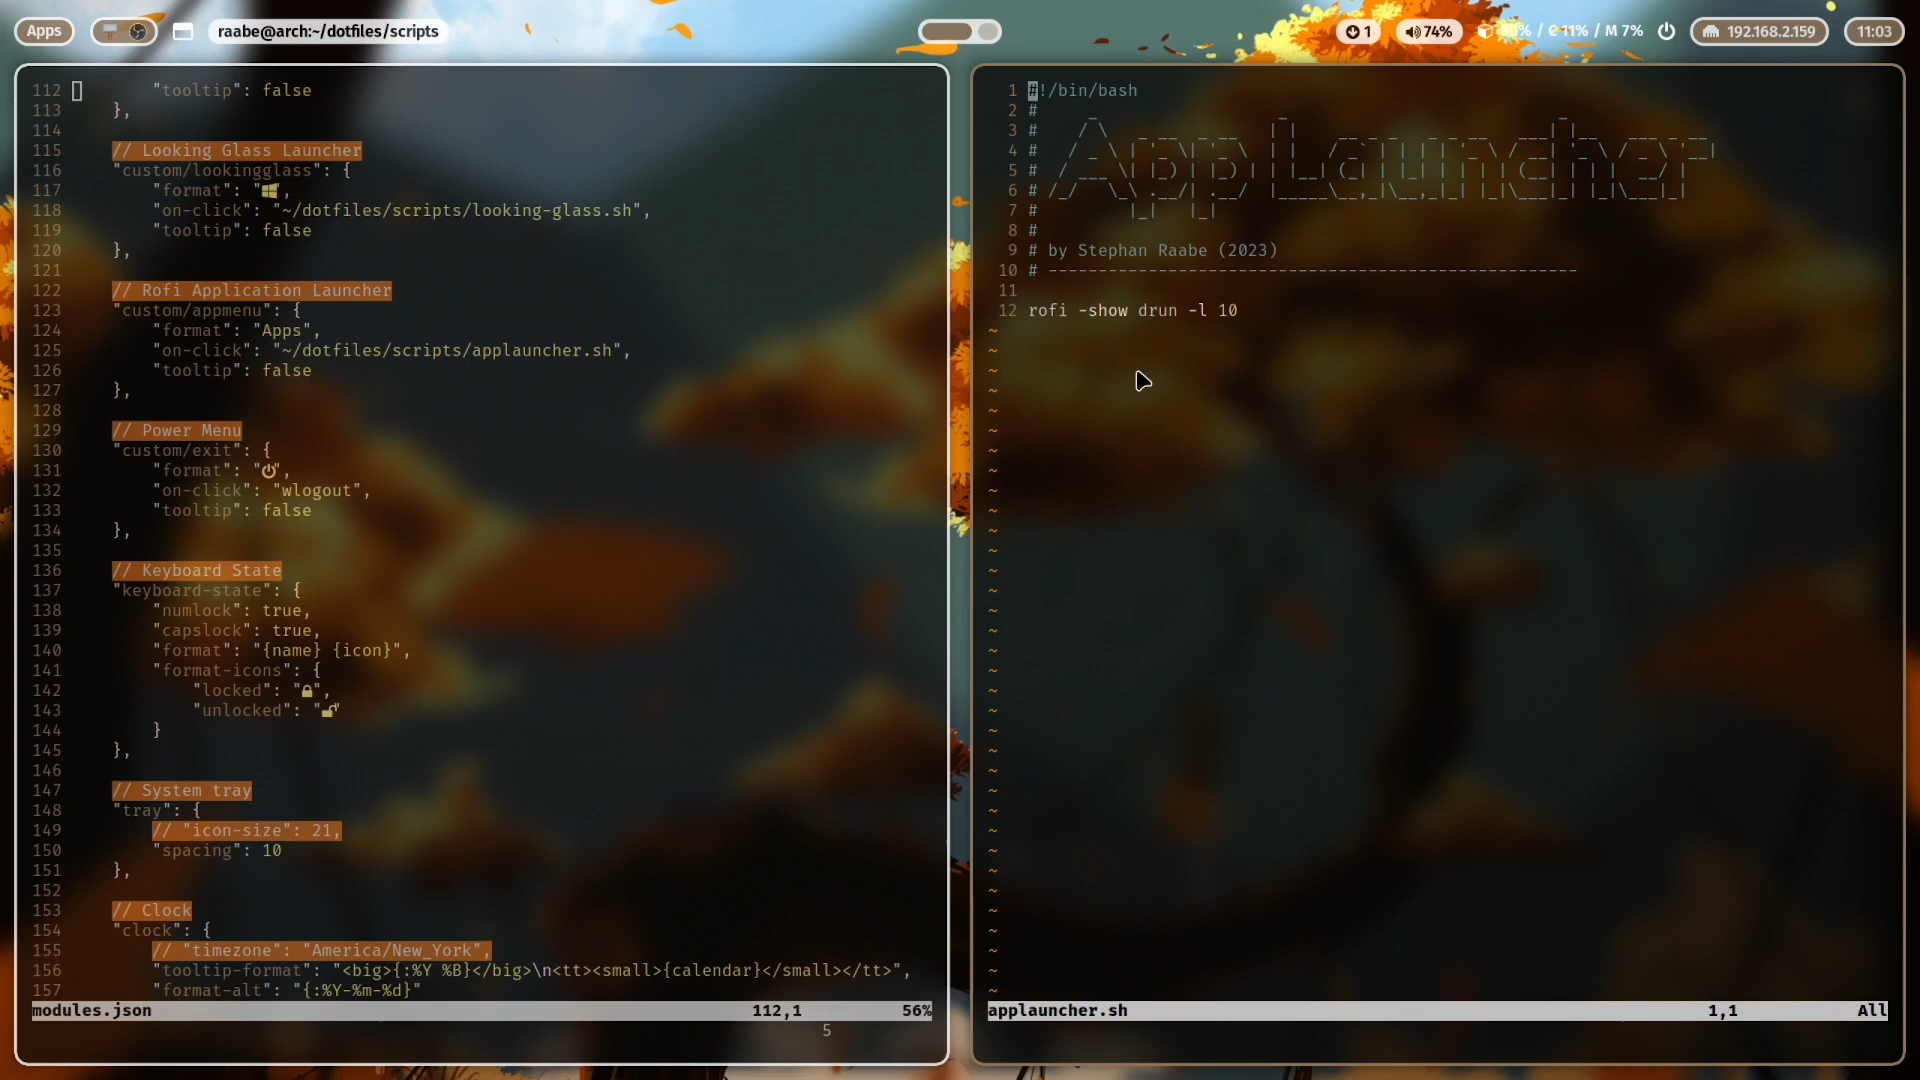 Apps
raabe@arch:~/dotfiles/scripts
1
74%
/ C 11% / M 7%
192.168.2.159
11:03
112 "tooltip": false
113 },
114
115 // Looking Glass Launcher
116 "custom/lookingglass": {
117 "format": "",
118 "on-click": "~/dotfiles/scripts/looking-glass.sh",
119 "tooltip": false
120 },
121
122 // Rofi Application Launcher
123 "custom/appmenu": {
124 "format": "Apps",
125 "on-click": "~/dotfiles/scripts/applauncher.sh",
126 "tooltip": false
127 },
128
129 // Power Menu
130 "custom/exit": {
131 "format": "⏻",
132 "on-click": "wlogout",
133 "tooltip": false
134 },
135
136 // Keyboard State
137 "keyboard-state": {
138 "numlock": true,
139 "capslock": true,
140 "format": "{name} {icon}",
141 "format-icons": {
142 "locked": "",
143 "unlocked": ""
144 }
145 },
146
147 // System tray
148 "tray": {
149 // "icon-size": 21,
150 "spacing": 10
151 },
152
153 // Clock
154 "clock": {
155 // "timezone": "America/New_York",
156 "tooltip-format": "<big>{:%Y %B}</big>\n<tt><small>{calendar}</small></tt>",
157 "format-alt": "{:%Y-%m-%d}"
modules.json 112,1 56%
5
1 #!/bin/bash
2 #
3 #
4 #
5 #
6 #
7 #
App Launcher
8 #
9 # by Stephan Raabe (2023)
10 # -----------------------------------------------------
11
12 rofi -show drun -l 10
applauncher.sh 1,1 All